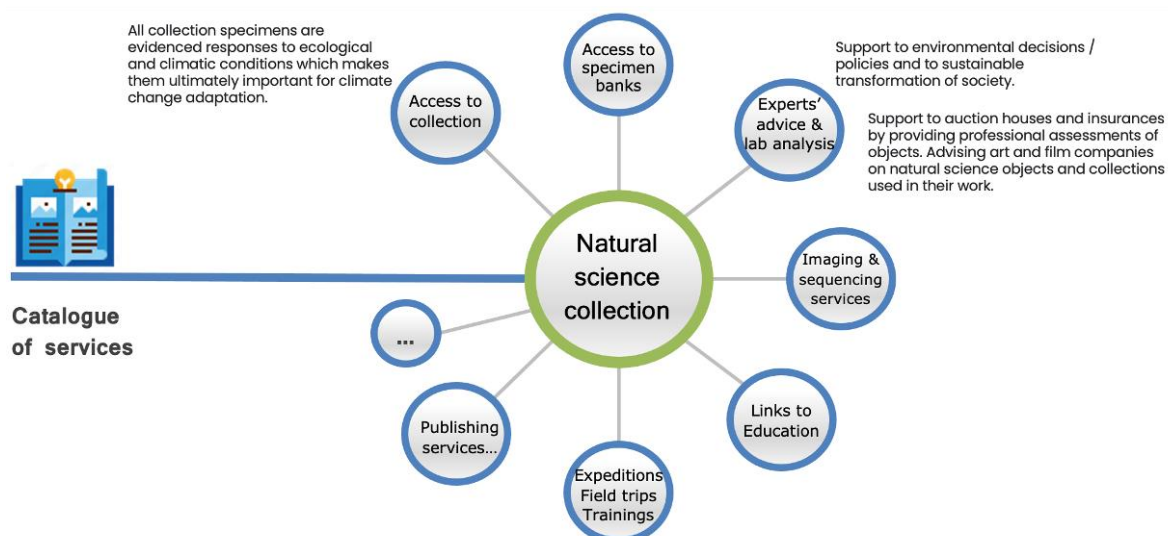 All collection specimens are
evidenced responses to ecological
and climatic conditions which makes
them ultimately important for climate
change adaptation.
Access to
collection
Access to
specimen
banks
Support to environmental decisions /
policies and to sustainable
transformation of society.
Experts'
advice &
lab analysis
Support to auction houses and insurances
by providing professional assessments of
objects. Advising art and film companies
on natural science objects and collections
used in their work.
Natural
science
collection
Imaging &
sequencing
services
Catalogue
of services
...
Publishing
services...
Expeditions
Field trips
Trainings
Links to
Education